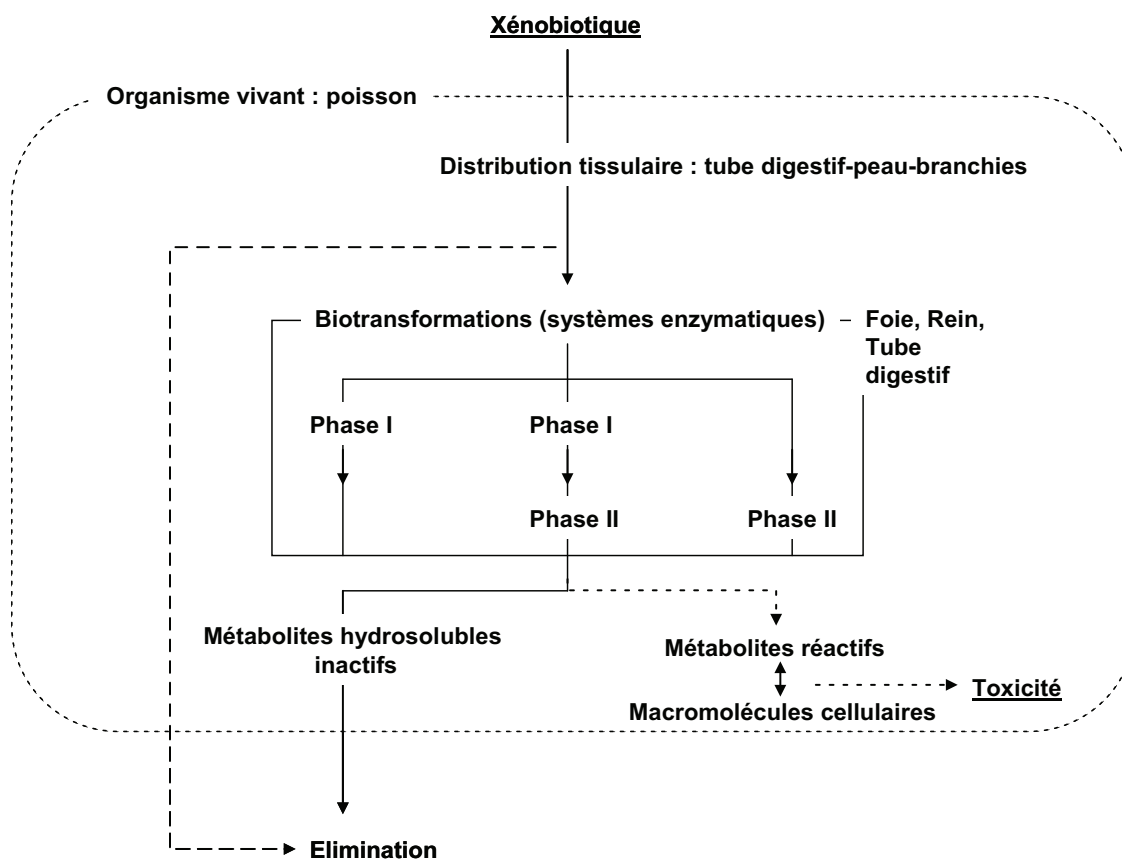 Xénobiotique
Organisme vivant : poisson
Distribution tissulaire : tube digestif-peau-branchies
Biotransformations (systèmes enzymatiques)
Foie, Rein,
Tube
digestif
Phase I
Phase I
Phase II
Phase II
Métabolites hydrosolubles
inactifs
Métabolites réactifs
Macromolécules cellulaires
Toxicité
Elimination